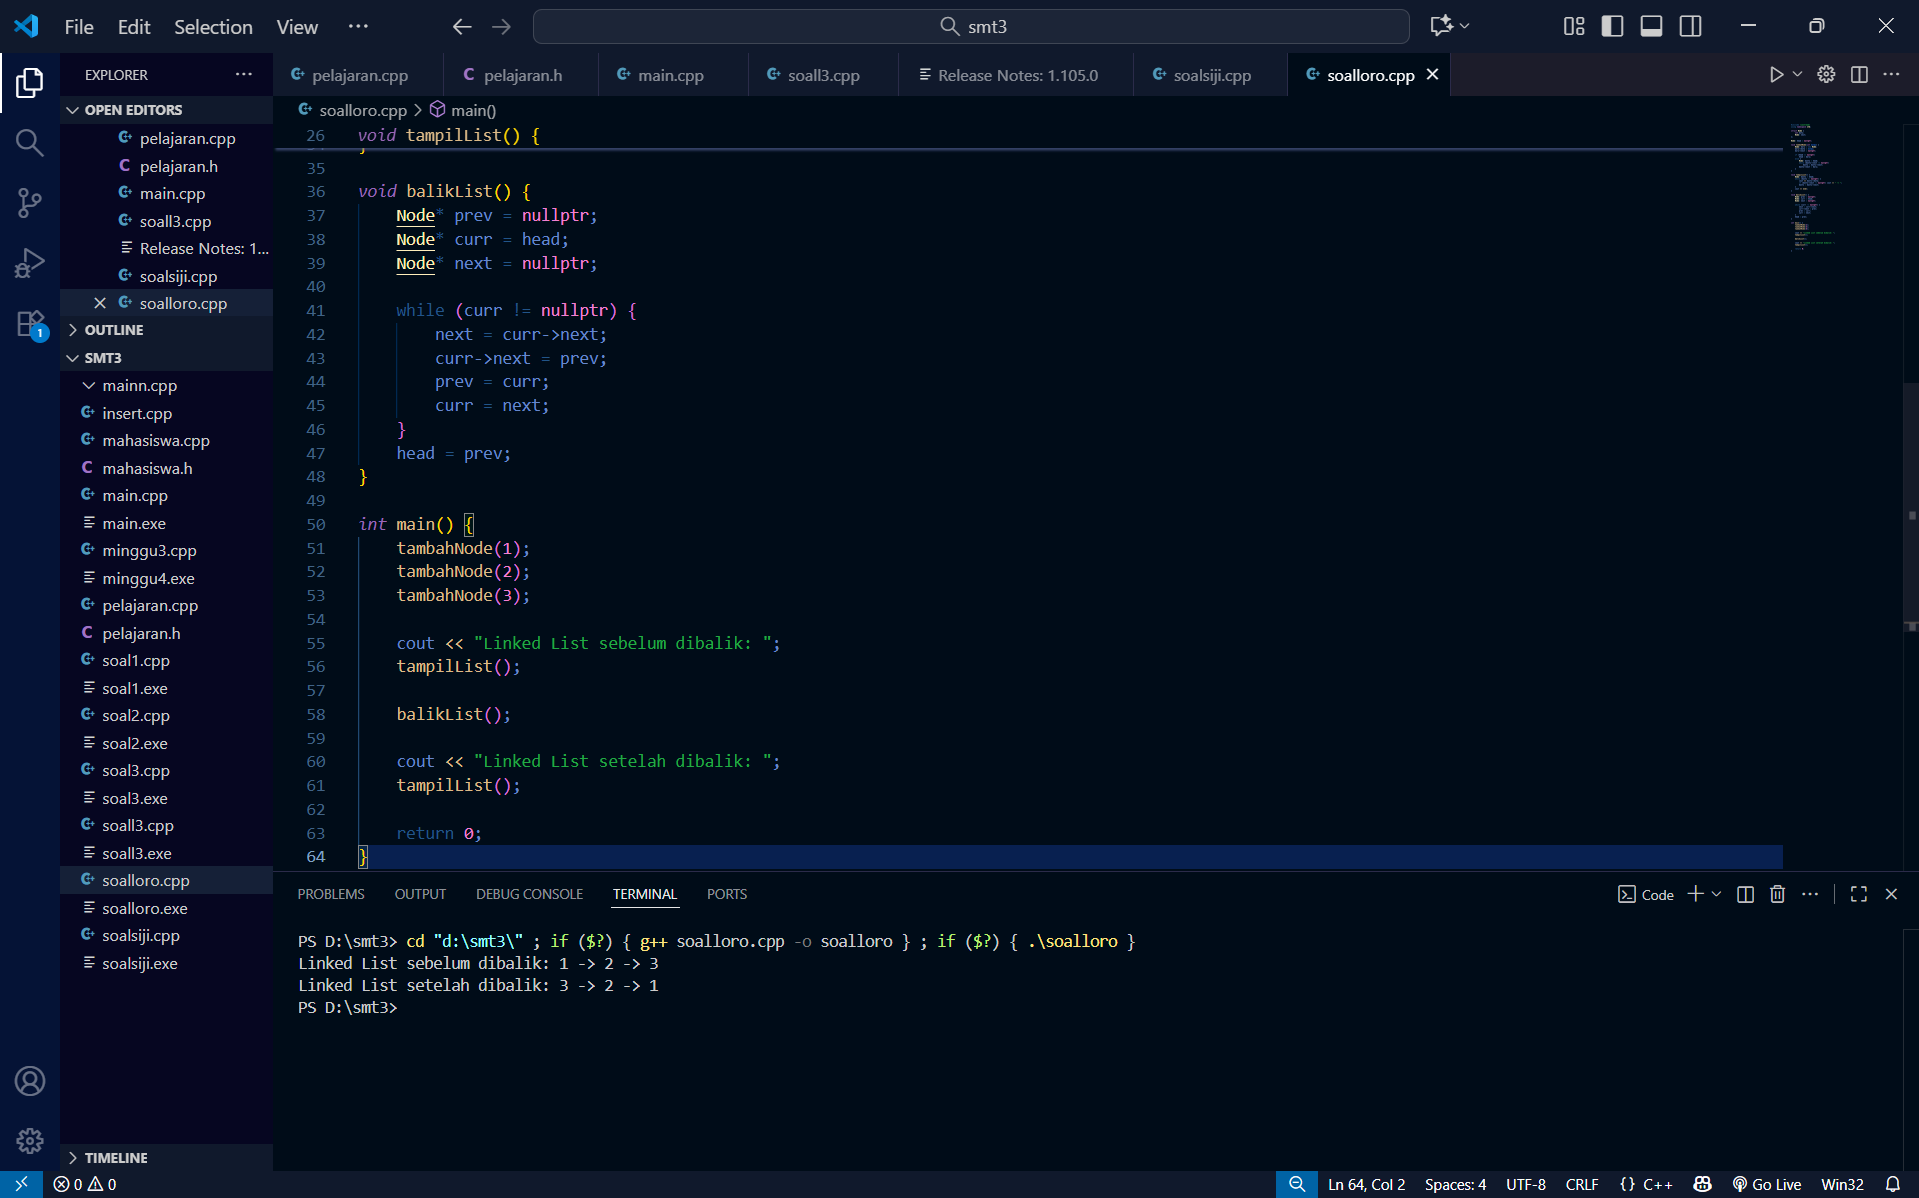 File Edit Selection View ··· smt3
EXPLORER ···
OPEN EDITORS
pelajaran.cpp
pelajaran.h
main.cpp
soall3.cpp
Release Notes: 1...
soalsiji.cpp
soalloro.cpp
OUTLINE
SMT3
mainn.cpp
insert.cpp
mahasiswa.cpp
mahasiswa.h
main.cpp
main.exe
minggu3.cpp
minggu4.exe
pelajaran.cpp
pelajaran.h
soal1.cpp
soal1.exe
soal2.cpp
soal2.exe
soal3.cpp
soal3.exe
soall3.cpp
soall3.exe
soalloro.cpp
soalloro.exe
soalsiji.cpp
soalsiji.exe
TIMELINE
1
pelajaran.cpp pelajaran.h main.cpp soall3.cpp Release Notes: 1.105.0 soalsiji.cpp soalloro.cpp
soalloro.cpp > main()
26 void tampilList() {
35
36 void balikList() {
37 Node* prev = nullptr;
38 Node* curr = head;
39 Node* next = nullptr;
40
41 while (curr != nullptr) {
42 next = curr->next;
43 curr->next = prev;
44 prev = curr;
45 curr = next;
46 }
47 head = prev;
48 }
49
50 int main() {
51 tambahNode(1);
52 tambahNode(2);
53 tambahNode(3);
54
55 cout << "Linked List sebelum dibalik: ";
56 tampilList();
57
58 balikList();
59
60 cout << "Linked List setelah dibalik: ";
61 tampilList();
62
63 return 0;
64 }
PROBLEMS OUTPUT DEBUG CONSOLE TERMINAL PORTS Code
PS D:\smt3> cd "d:\smt3\" ; if ($?) { g++ soalloro.cpp -o soalloro } ; if ($?) { .\soalloro }
Linked List sebelum dibalik: 1 -> 2 -> 3
Linked List setelah dibalik: 3 -> 2 -> 1
PS D:\smt3>
0 0 Ln 64, Col 2 Spaces: 4 UTF-8 CRLF {} C++ Go Live Win32